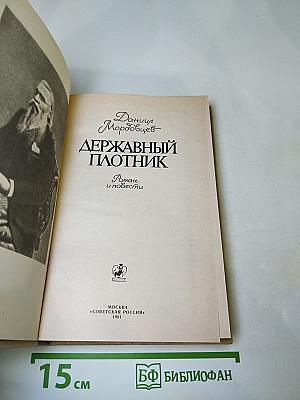 Даниил
Мордовцев
ДЕРЖАВНЫЙ
ПЛОТНИК
Роман
и повести
МОСКВА
«СОВЕТСКАЯ РОССИЯ»
1991
15 см
БФ БИБЛИОФАН